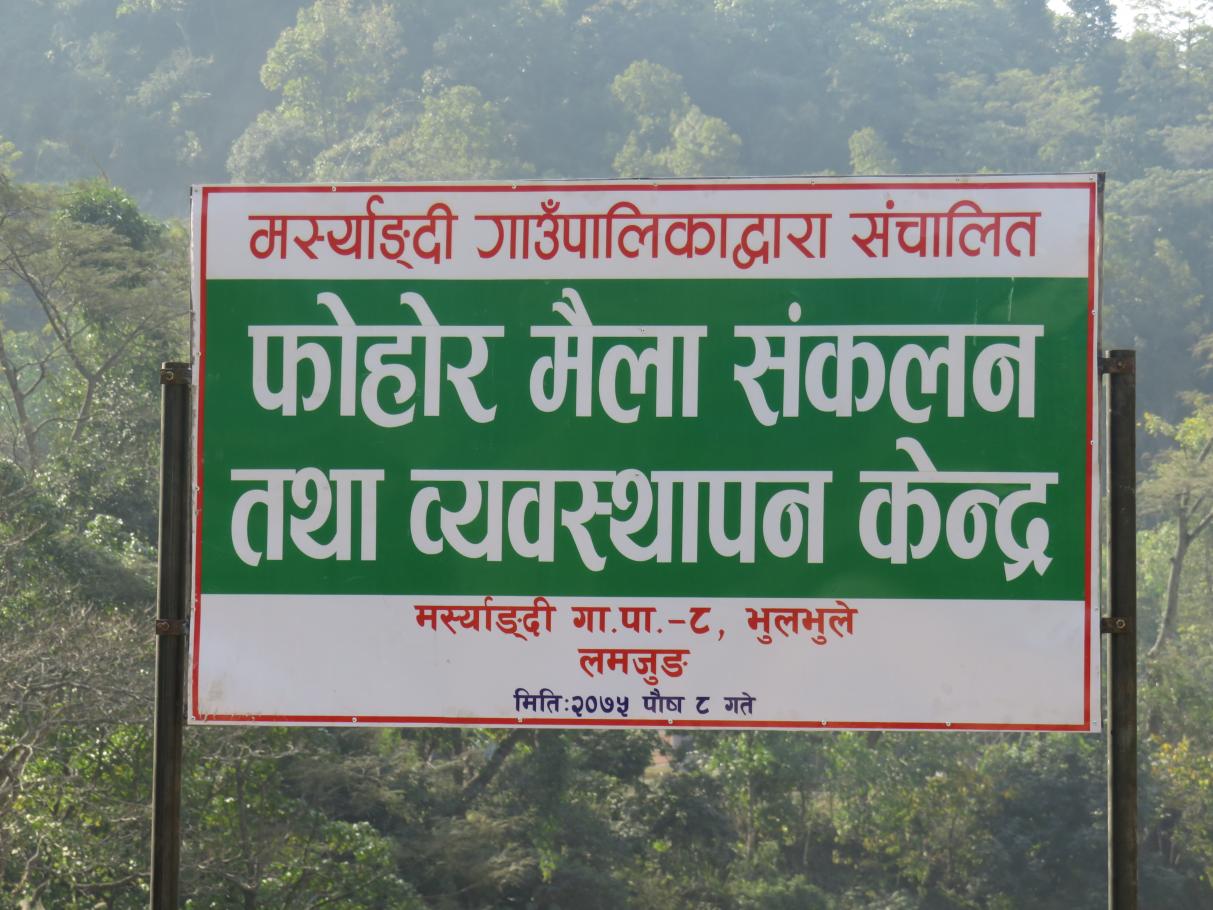 मर्स्याङ्दी गाउँपालिकाद्वारा संचालित
फोहोर मैला संकलन
तथा व्यवस्थापन केन्द्र
मर्स्याङ्दी गा.पा.-८, भुलभुले
लमजुङ
मितिः२०७५ पौष ८ गते